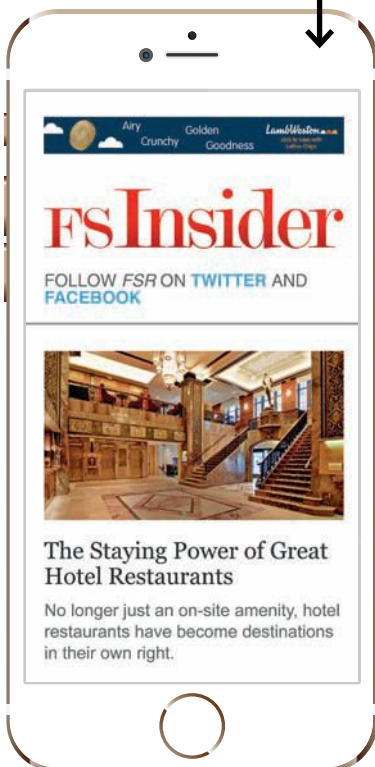 Airy
Crunchy
Golden
Goodness
LambWeston
FSInsider
FOLLOW FSR ON TWITTER AND
FACEBOOK
The Staying Power of Great
Hotel Restaurants
No longer just an on-site amenity, hotel
restaurants have become destinations
in their own right.